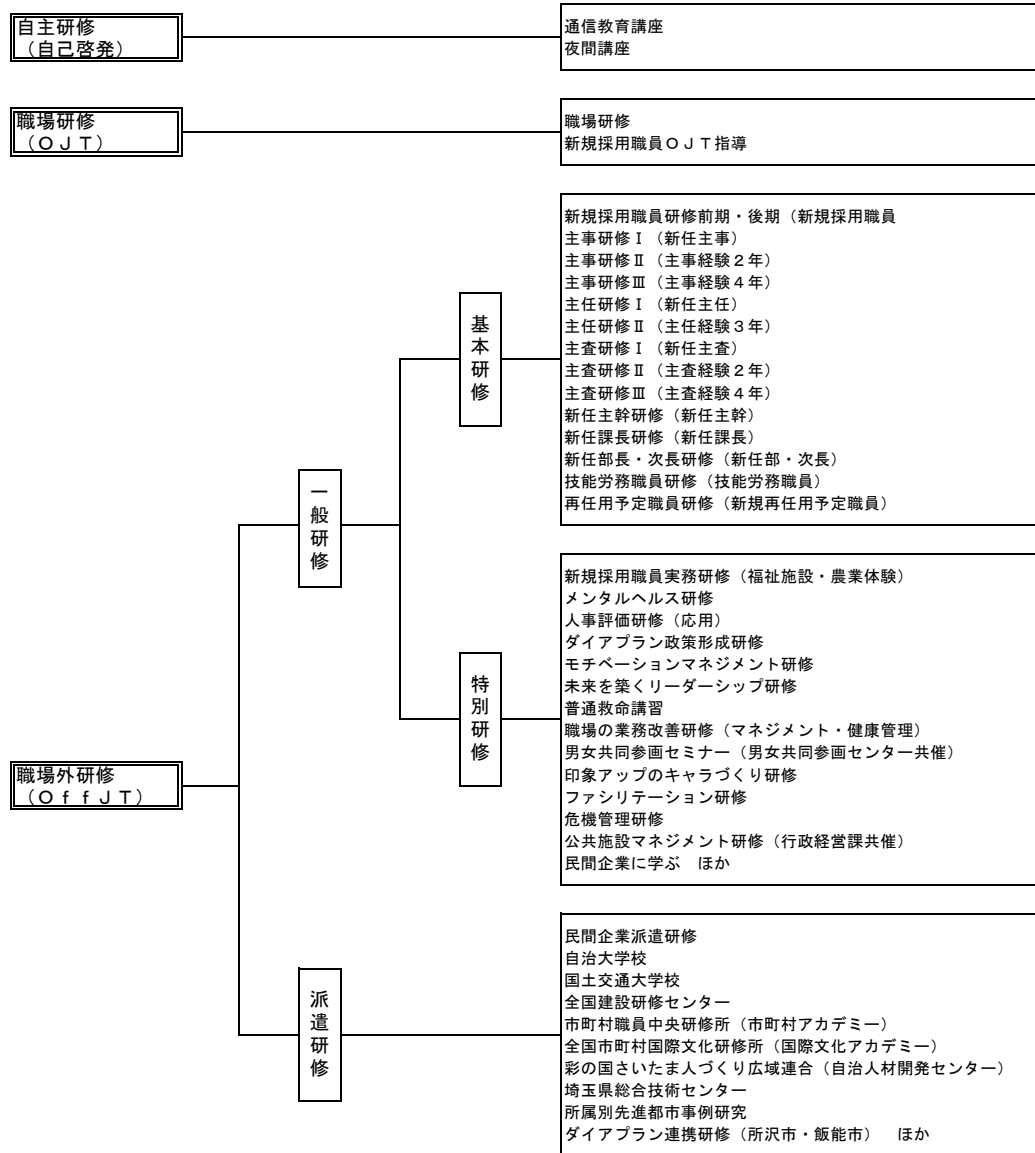 自主研修
（自己啓発）
通信教育講座
夜間講座
職場研修
（ＯＪＴ）
職場研修
新規採用職員ＯＪＴ指導
職場外研修
（ＯｆｆＪＴ）
一般研修
基本研修
新規採用職員研修前期・後期（新規採用職員
主事研修Ⅰ（新任主事）
主事研修Ⅱ（主事経験２年）
主事研修Ⅲ（主事経験４年）
主任研修Ⅰ（新任主任）
主任研修Ⅱ（主任経験３年）
主査研修Ⅰ（新任主査）
主査研修Ⅱ（主査経験２年）
主査研修Ⅲ（主査経験４年）
新任主幹研修（新任主幹）
新任課長研修（新任課長）
新任部長・次長研修（新任部・次長）
技能労務職員研修（技能労務職員）
再任用予定職員研修（新規再任用予定職員）
特別研修
新規採用職員実務研修（福祉施設・農業体験）
メンタルヘルス研修
人事評価研修（応用）
ダイアプラン政策形成研修
モチベーションマネジメント研修
未来を築くリーダーシップ研修
普通救命講習
職場の業務改善研修（マネジメント・健康管理）
男女共同参画セミナー（男女共同参画センター共催）
印象アップのキャラづくり研修
ファシリテーション研修
危機管理研修
公共施設マネジメント研修（行政経営課共催）
民間企業に学ぶ　ほか
派遣研修
民間企業派遣研修
自治大学校
国土交通大学校
全国建設研修センター
市町村職員中央研修所（市町村アカデミー）
全国市町村国際文化研修所（国際文化アカデミー）
彩の国さいたま人づくり広域連合（自治人材開発センター）
埼玉県総合技術センター
所属別先進都市事例研究
ダイアプラン連携研修（所沢市・飯能市）　ほか